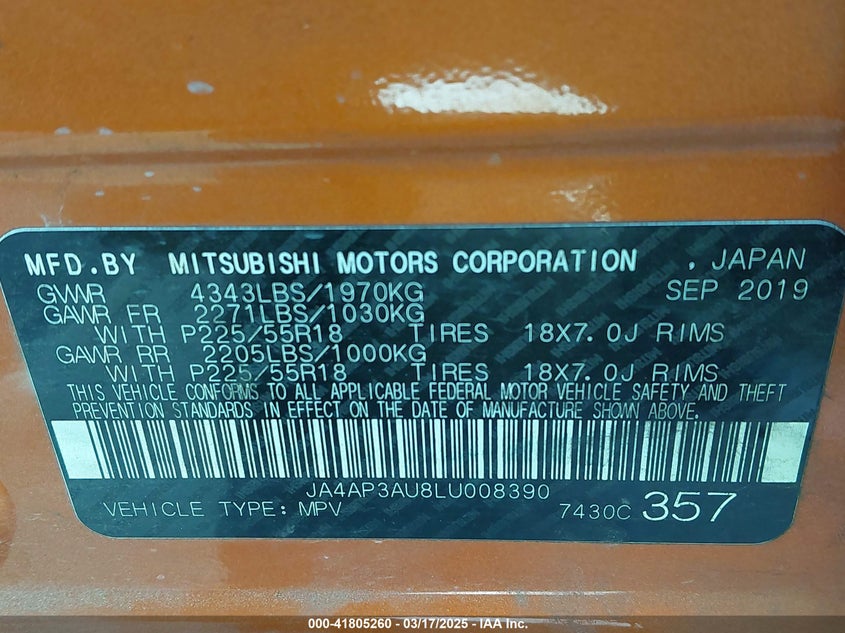 MFD.BY MITSUBISHI MOTORS CORPORATION , JAPAN
GVWR 4343LBS/1970KG SEP 2019
GAWR FR 2271LBS/1030KG
WITH P225/55R18 TIRES 18X7.0J RIMS
GAWR RR 2205LBS/1000KG
WITH P225/55R18 TIRES 18X7.0J RIMS
THIS VEHICLE CONFORMS TO ALL APPLICABLE FEDERAL MOTOR VEHICLE SAFETY AND THEFT
PREVENTION STANDARDS IN EFFECT ON THE DATE OF MANUFACTURE SHOWN ABOVE.
JA4AP3AU8LU008390
VEHICLE TYPE: MPV 7430C 357
000-41805260 - 03/17/2025 - IAA Inc.